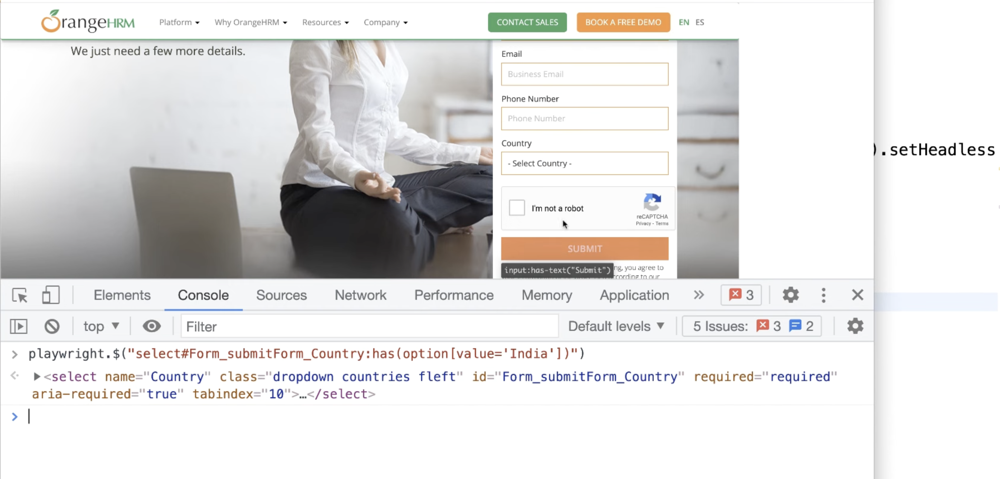 OrangeHRM Platform Why OrangeHRM Resources Company CONTACT SALES BOOK A FREE DEMO EN ES
We just need a few more details.
Email
Business Email
Phone Number
Phone Number
Country
- Select Country -
I'm not a robot
reCAPTCHA
Privacy - Terms
SUBMIT
input:has-text("Submit") ng, you agree to
cording to our
).setHeadless
Elements Console Sources Network Performance Memory Application » 3
top Filter Default levels 5 Issues: 3 2
> playwright.$("select#Form_submitForm_Country:has(option[value='India'])")
<select name="Country" class="dropdown countries fleft" id="Form_submitForm_Country" required="required"
aria-required="true" tabindex="10">…</select>
>